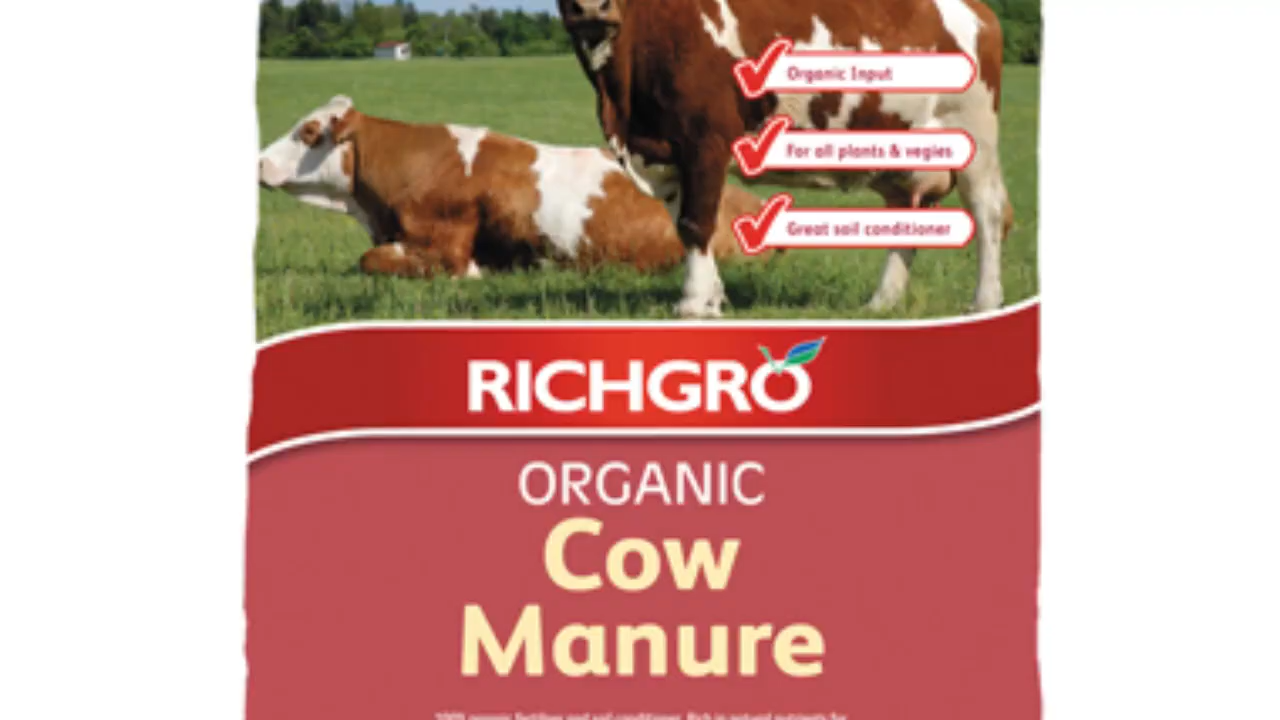 Organic Input
For all plants & vegies
Great soil conditioner
RICHGRO
ORGANIC
Cow
Manure